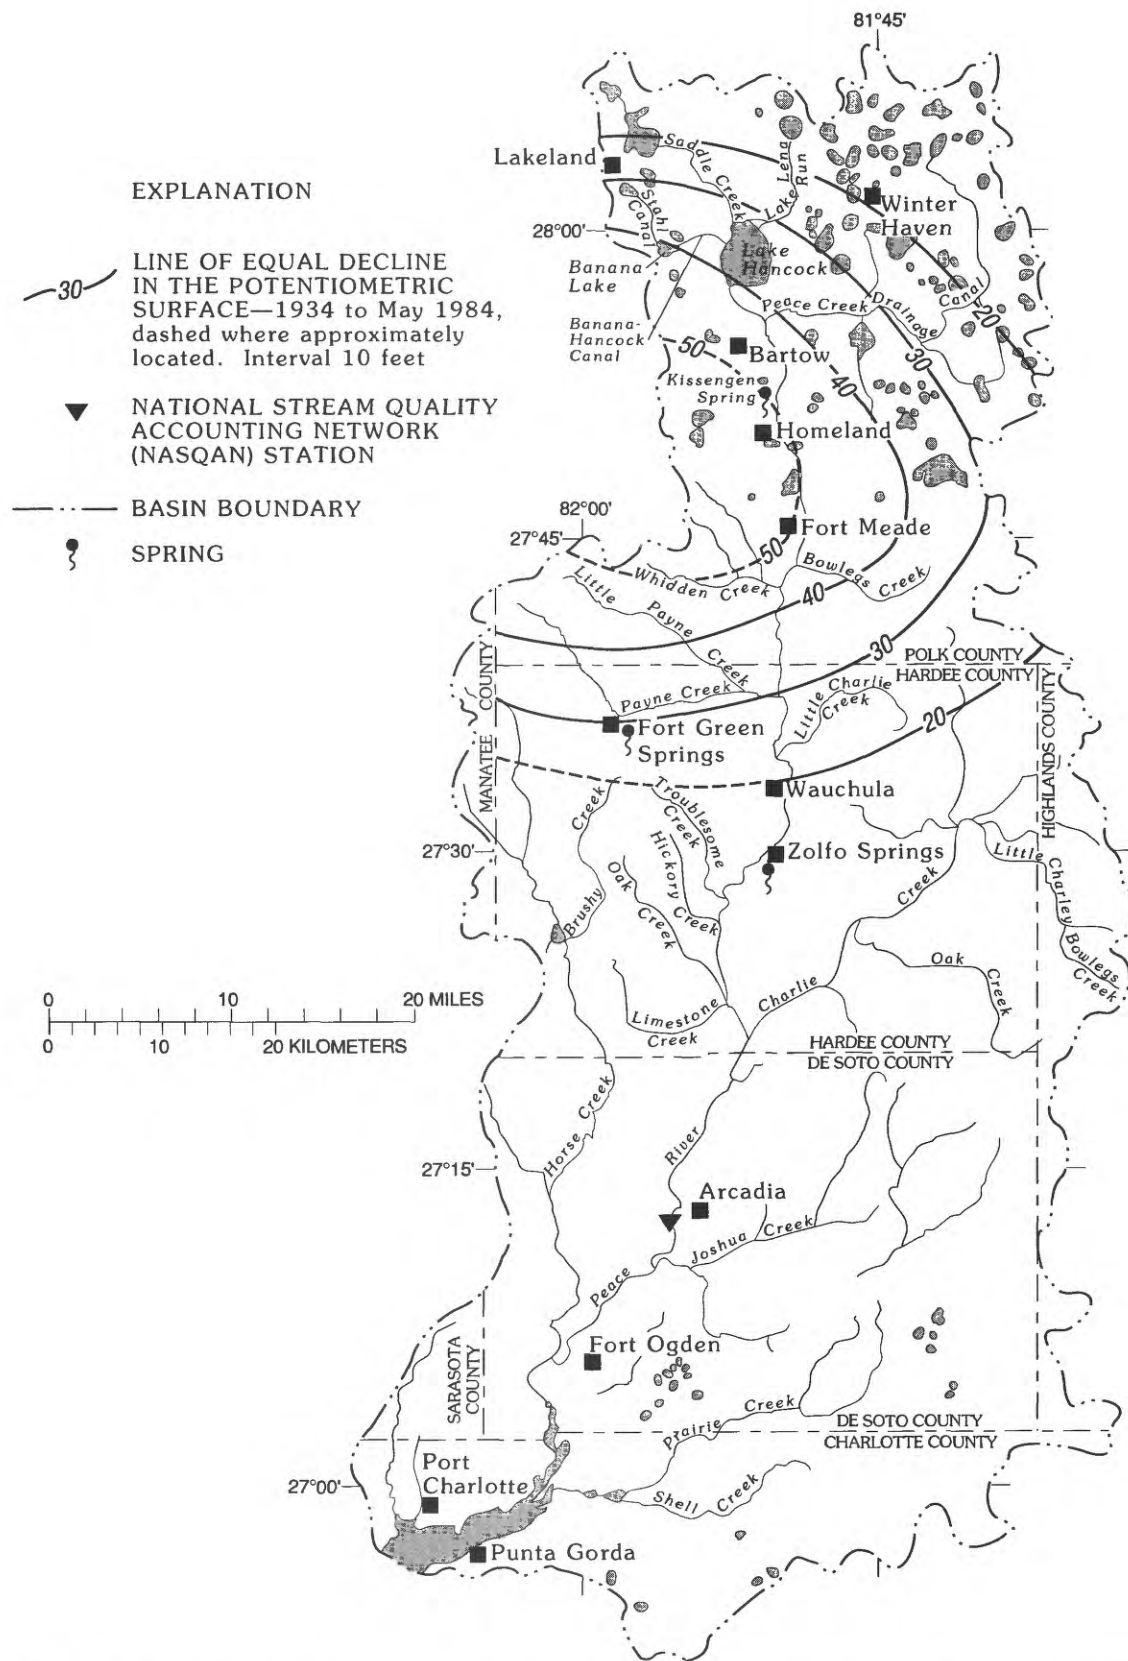 81°45'
Lakeland
Saddle Creek
Lena
Lake Run
Winter
Haven
28°00'
Stahl
Canal
Lake
Hancock
Banana
Lake
Peace Creek Drainage Canal
20
Banana-
Hancock
Canal
30
50
Bartow
40
Kissengen
Spring
Homeland
EXPLANATION
30
LINE OF EQUAL DECLINE
IN THE POTENTIOMETRIC
SURFACE—1934 to May 1984,
dashed where approximately
located. Interval 10 feet
NATIONAL STREAM QUALITY
ACCOUNTING NETWORK
(NASQAN) STATION
BASIN BOUNDARY
SPRING
82°00'
27°45'
Fort Meade
50
Bowlegs
Creek
Whidden Creek
40
Little Payne Creek
30
POLK COUNTY
HARDEE COUNTY
MANATEE COUNTY
HIGHLANDS COUNTY
Payne Creek
Little Charlie
Creek
20
Fort Green
Springs
Wauchula
Troublesome
Creek
27°30'
Zolfo Springs
Hickory Creek
Oak
Creek
Brushy Creek
Little Charley Bowlegs
Creek
Charlie Creek
Oak Creek
0 10 20 MILES
0 10 20 KILOMETERS
Limestone
Creek
HARDEE COUNTY
DE SOTO COUNTY
Horse Creek
Peace River
27°15'
Arcadia
Joshua Creek
Fort Ogden
SARASOTA
COUNTY
Prairie Creek
DE SOTO COUNTY
CHARLOTTE COUNTY
Port
Charlotte
27°00'
Shell Creek
Punta Gorda